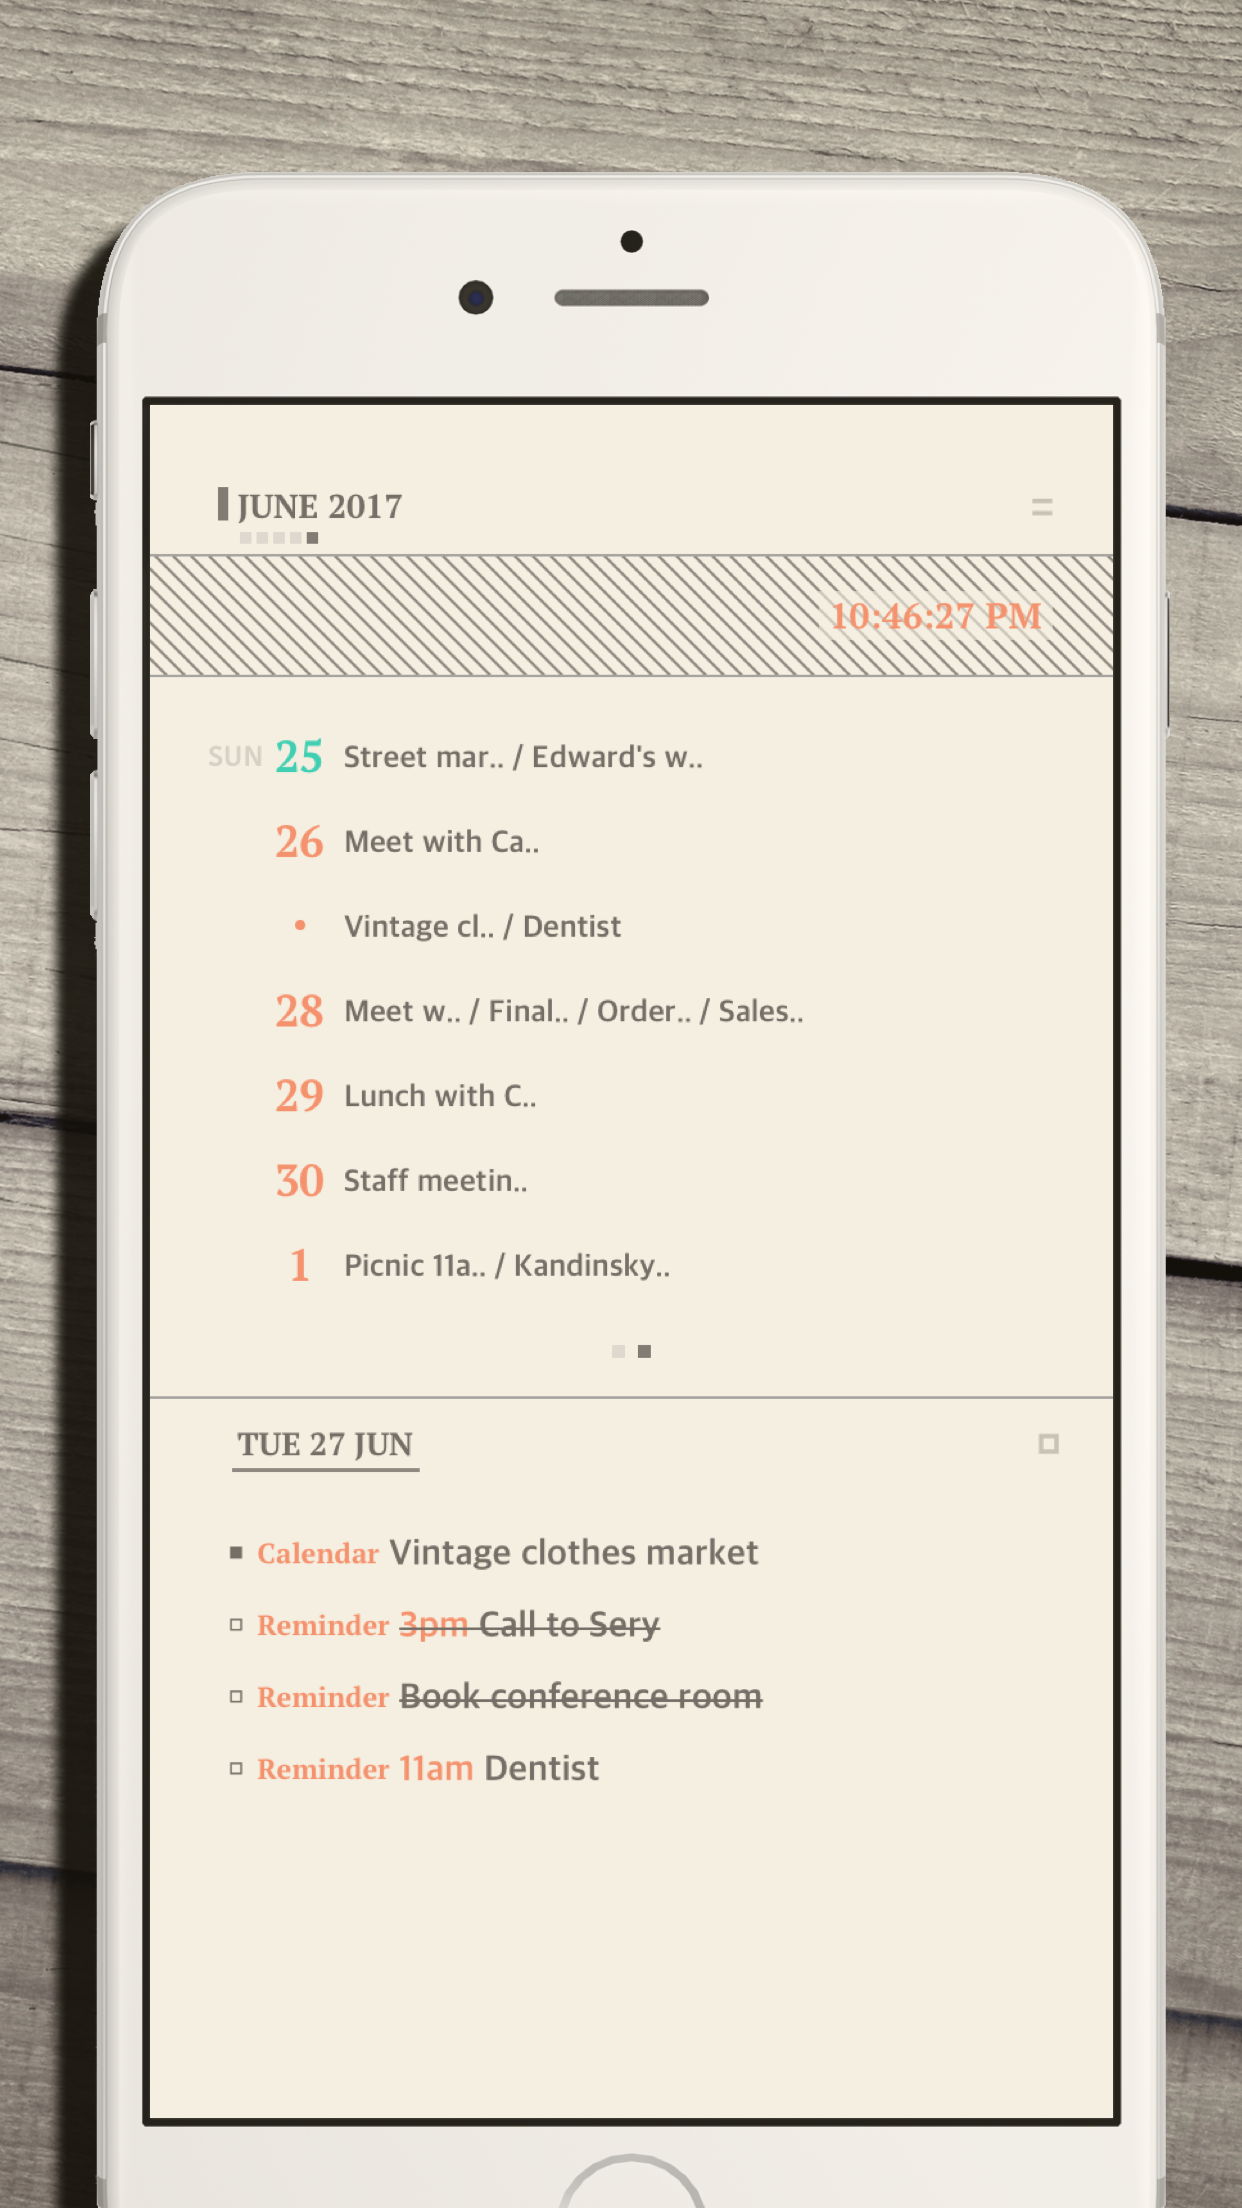 JUNE 2017
10:46:27 PM
SUN 25 Street mar.. / Edward's w..
26 Meet with Ca..
• Vintage cl.. / Dentist
28 Meet w.. / Final.. / Order.. / Sales..
29 Lunch with C..
30 Staff meetin..
1 Picnic 11a.. / Kandinsky..
TUE 27 JUN
Calendar Vintage clothes market
Reminder 3pm Call to Sery
Reminder Book conference room
Reminder 11am Dentist